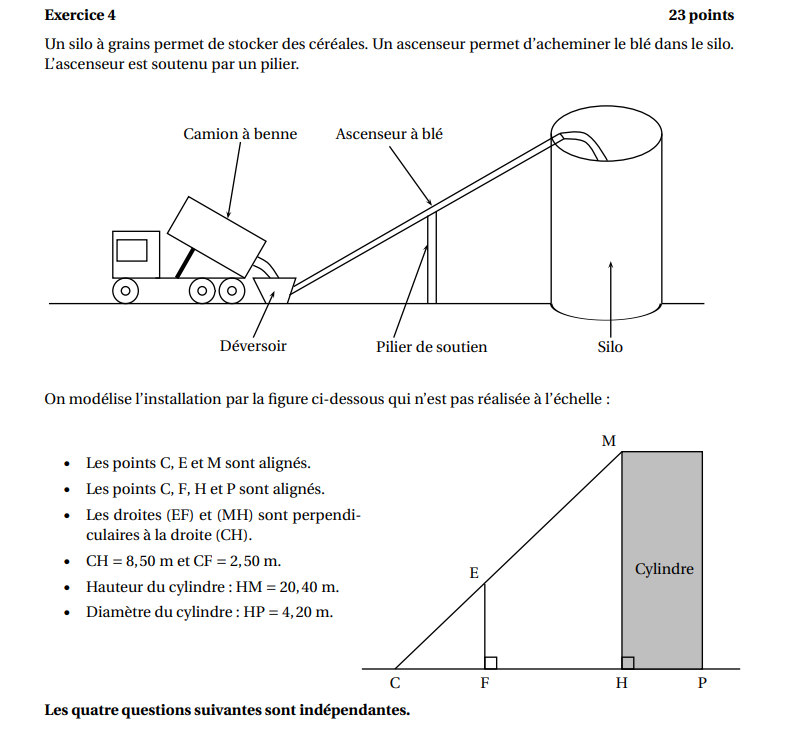 Exercice 4 23 points
Un silo à grains permet de stocker des céréales. Un ascenseur permet d'acheminer le blé dans le silo.
L'ascenseur est soutenu par un pilier.
Camion à benne Ascenseur à blé
Déversoir Pilier de soutien Silo
On modélise l'installation par la figure ci-dessous qui n'est pas réalisée à l'échelle :
• Les points C, E et M sont alignés.
• Les points C, F, H et P sont alignés.
• Les droites (EF) et (MH) sont perpendi-
culaires à la droite (CH).
• CH = 8,50 m et CF = 2,50 m.
• Hauteur du cylindre : HM = 20,40 m.
• Diamètre du cylindre : HP = 4,20 m.
M
E
Cylindre
C F H P
Les quatre questions suivantes sont indépendantes.